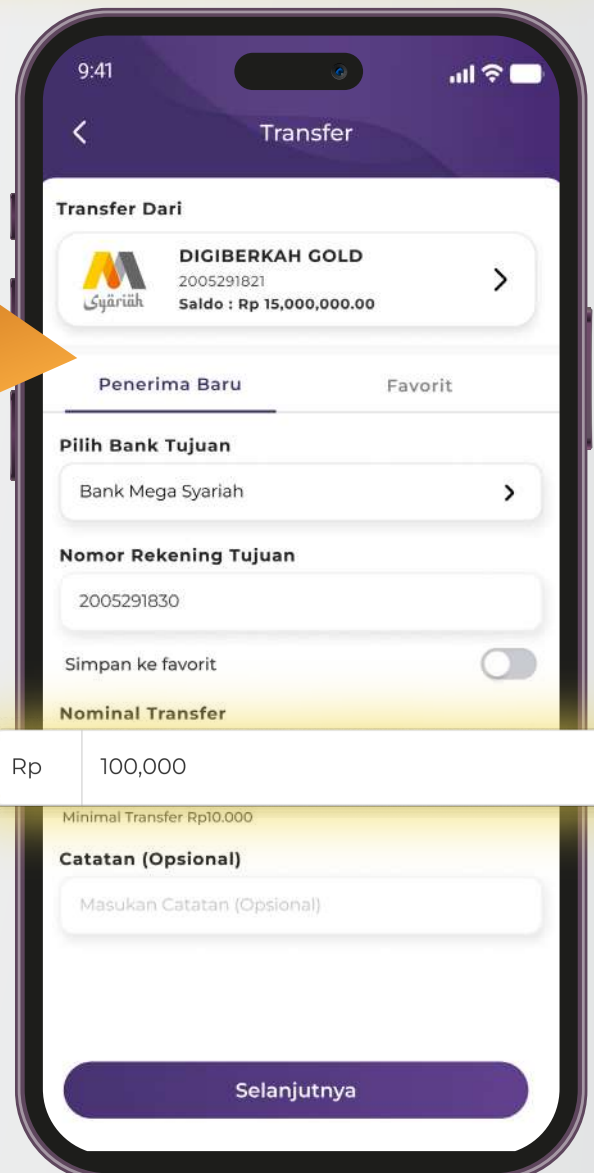 9:41
Transfer
Transfer Dari
DIGIBERKAH GOLD
2005291821
Syariah
Saldo : Rp 15,000,000.00
Penerima Baru Favorit
Pilih Bank Tujuan
Bank Mega Syariah
Nomor Rekening Tujuan
2005291830
Simpan ke favorit
Nominal Transfer
Rp 100,000
Minimal Transfer Rp10.000
Catatan (Opsional)
Masukan Catatan (Opsional)
Selanjutnya